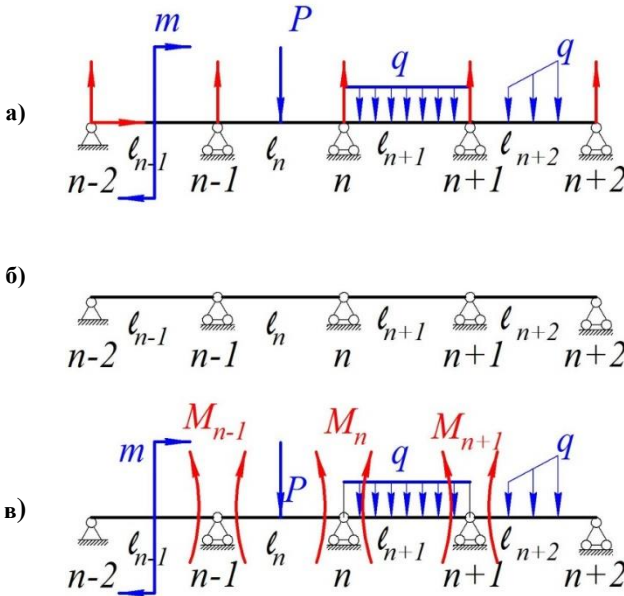 m P q q
а)
ℓn-1 ℓn ℓn+1 ℓn+2
n-2 n-1 n n+1 n+2
б)
ℓn-1 ℓn ℓn+1 ℓn+2
n-2 n-1 n n+1 n+2
Mn-1 Mn Mn+1
m P q q
в)
ℓn-1 ℓn ℓn+1 ℓn+2
n-2 n-1 n n+1 n+2